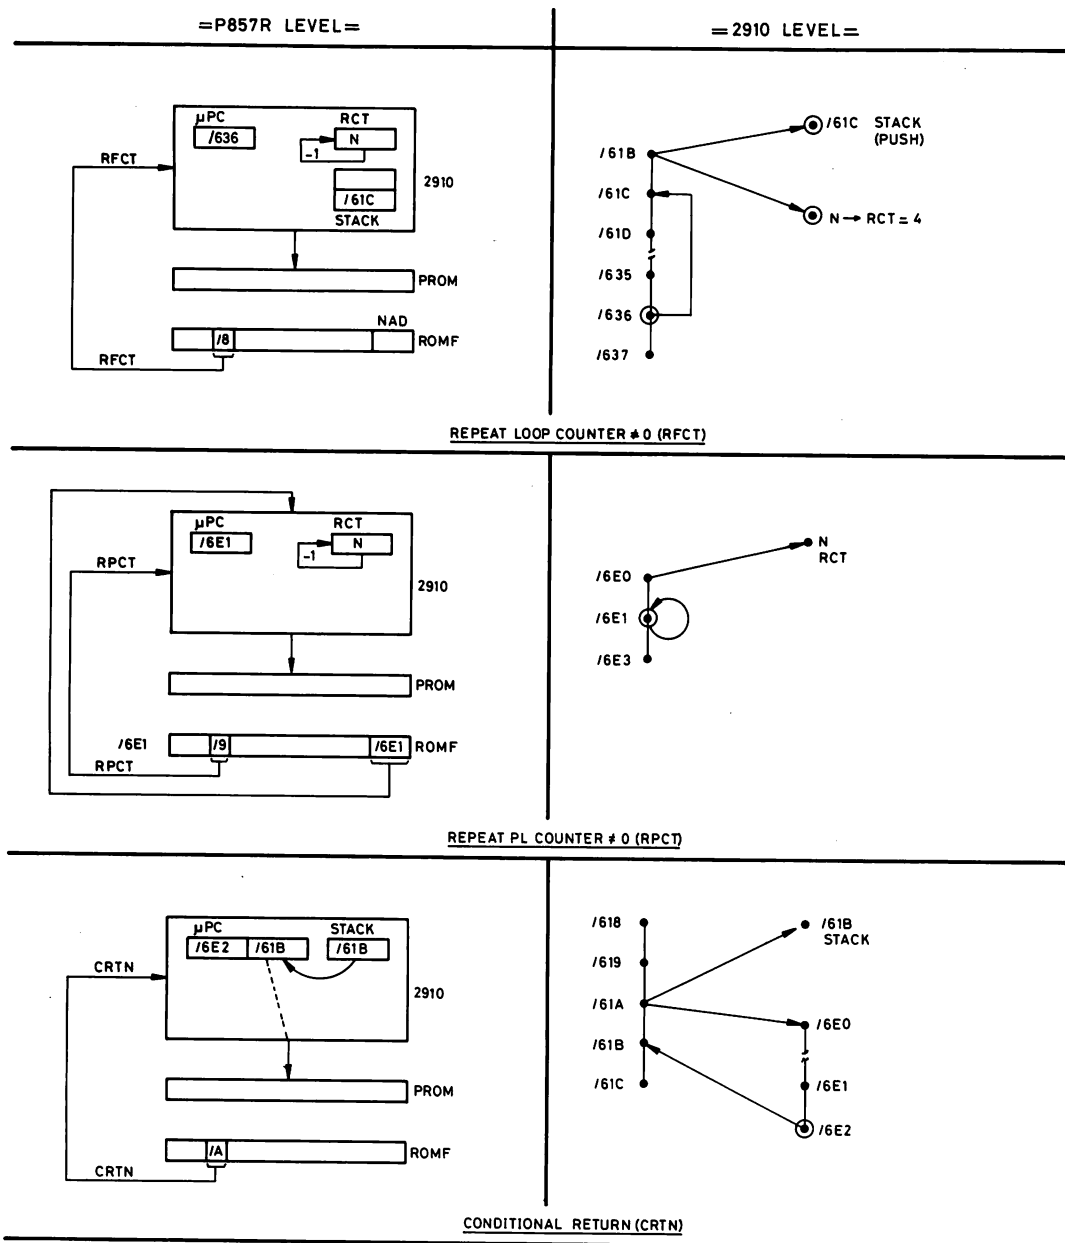 =P857R LEVEL=
=2910 LEVEL=
µPC
/636
RCT
N
-1
RFCT
2910
/61C
STACK
PROM
NAD
/8
ROMF
RFCT
/61B
/61C STACK
(PUSH)
/61C
N → RCT = 4
/61D
/635
/636
/637
REPEAT LOOP COUNTER ≠ 0 (RFCT)
µPC
/6E1
RCT
N
-1
RPCT
2910
PROM
/6E1
/9
/6E1
ROMF
RPCT
N
RCT
/6E0
/6E1
/6E3
REPEAT PL COUNTER ≠ 0 (RPCT)
µPC
/6E2
/61B
STACK
/61B
CRTN
2910
PROM
/A
ROMF
CRTN
/618
/61B
STACK
/619
/61A
/6E0
/61B
/61C
/6E1
/6E2
CONDITIONAL RETURN (CRTN)